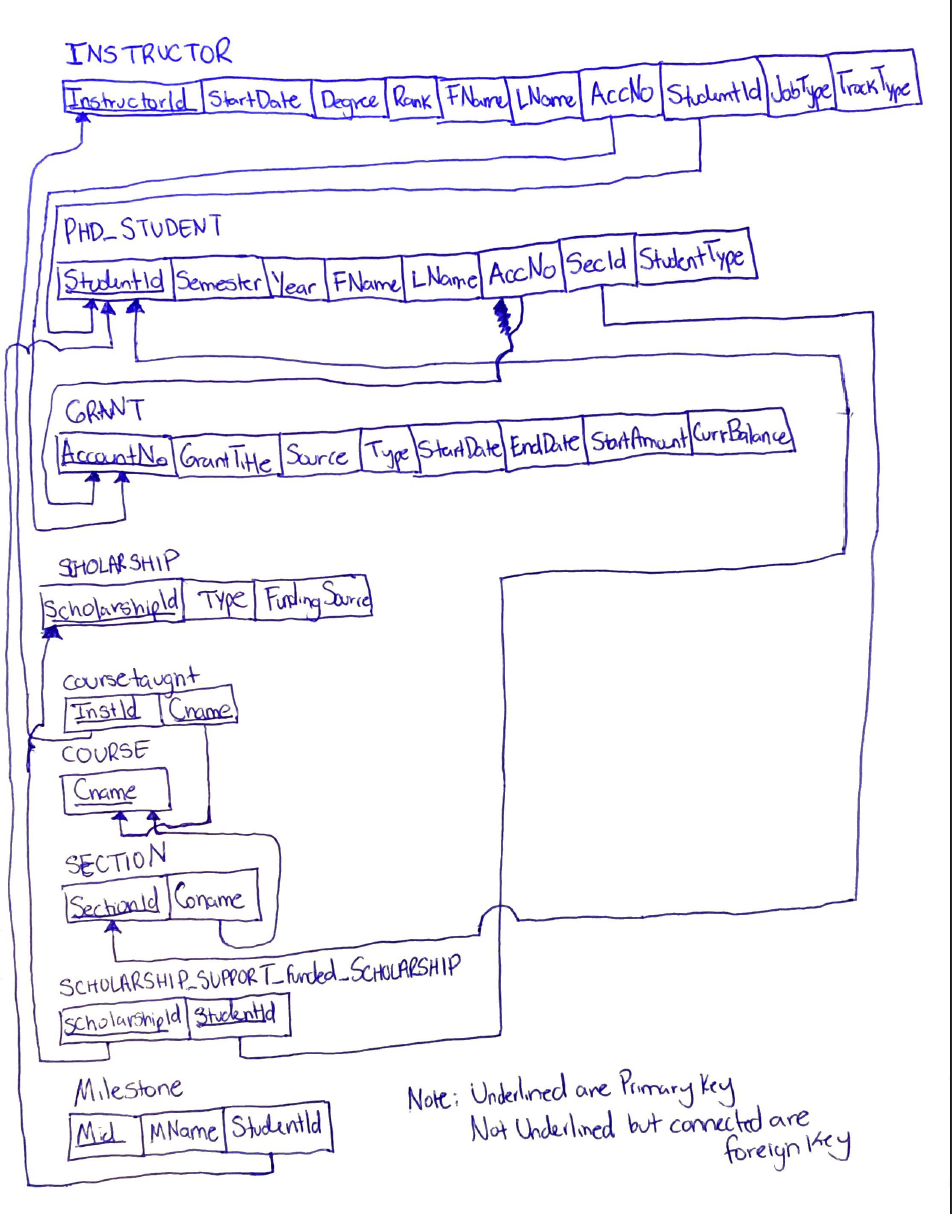 INSTRUCTOR
InstructorId StartDate Degree Rank FName LName AccNo StudentId JobType TrackType
PHD_STUDENT
StudentId Semester Year FName LName AccNo SecId StudentType
GRANT
AccountNo GrantTitle Source Type StartDate EndDate StartAmount CurrBalance
SHOLARSHIP
ScholarshipId Type FundingSource
coursetaugnt
InstId Cname
COURSE
Cname
SECTION
SectionId Coname
SCHOLARSHIP_SUPPORT_funded_SCHOLARSHIP
scholarshipId StudentId
Milestone
Mid MName StudentId
Note: Underlined are Primary Key
Not Underlined but connected are
foreign Key